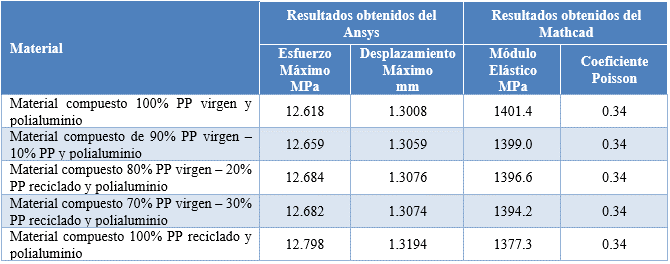 Material
Resultados obtenidos del
Ansys
Resultados obtenidos del
Mathcad
Esfuerzo
Máximo
MPa
Desplazamiento
Máximo
mm
Módulo
Elástico
MPa
Coeficiente
Poisson
Material compuesto 100% PP virgen y
polialuminio
12.618
1.3008
1401.4
0.34
Material compuesto de 90% PP virgen –
10% PP y polialuminio
12.659
1.3059
1399.0
0.34
Material compuesto 80% PP virgen – 20%
PP reciclado y polialuminio
12.684
1.3076
1396.6
0.34
Material compuesto 70% PP virgen – 30%
PP reciclado y polialuminio
12.682
1.3074
1394.2
0.34
Material compuesto 100% PP reciclado y
polialuminio
12.798
1.3194
1377.3
0.34